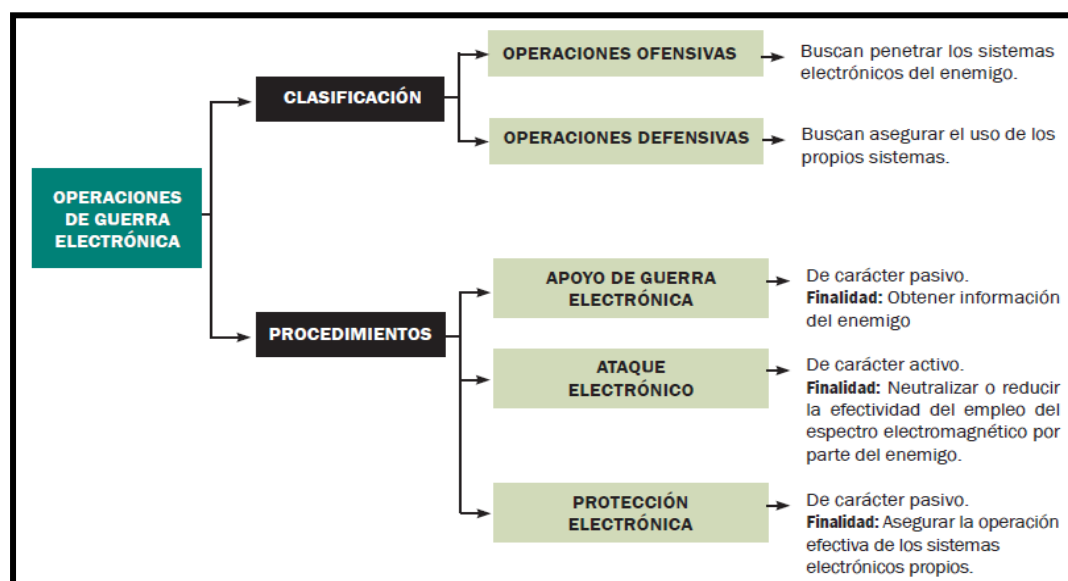 OPERACIONES
DE GUERRA
ELECTRÓNICA
CLASIFICACIÓN
OPERACIONES OFENSIVAS
Buscan penetrar los sistemas
electrónicos del enemigo.
OPERACIONES DEFENSIVAS
Buscan asegurar el uso de los
propios sistemas.
PROCEDIMIENTOS
APOYO DE GUERRA
ELECTRÓNICA
De carácter pasivo.
Finalidad: Obtener información
del enemigo
ATAQUE
ELECTRÓNICO
De carácter activo.
Finalidad: Neutralizar o reducir
la efectividad del empleo del
espectro electromagnético por
parte del enemigo.
PROTECCIÓN
ELECTRÓNICA
De carácter pasivo.
Finalidad: Asegurar la operación
efectiva de los sistemas
electrónicos propios.